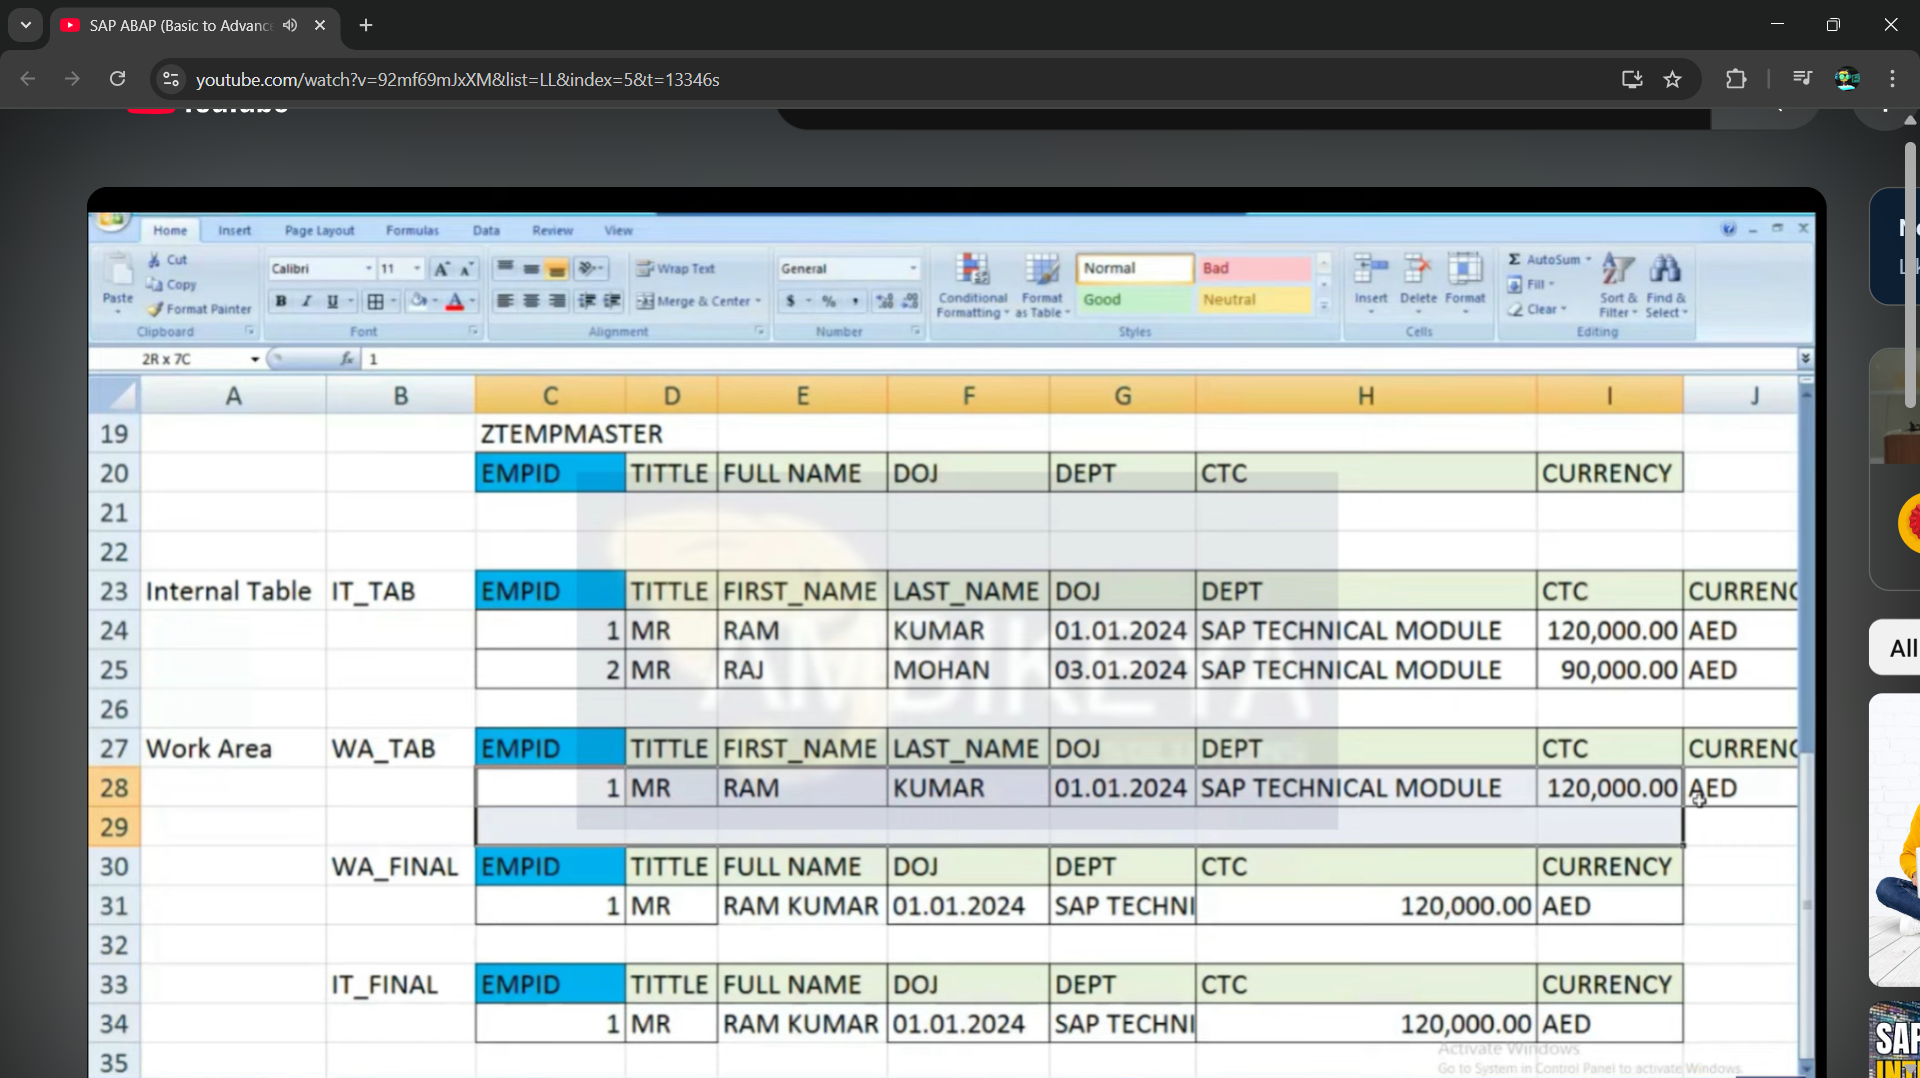 SAP ABAP (Basic to Advanc
youtube.com/watch?v=92mf69mJxXM&list=LL&index=5&t=13346s
Home Insert Page Layout Formulas Data Review View
Cut
Copy
Format Painter
Paste
Calibri 11
B I U A
Wrap Text
Merge & Center
General
$ % ,
Conditional Formatting
Format as Table
Normal Bad
Good Neutral
Insert Delete Format
Σ AutoSum
Fill
Clear
Sort & Filter
Find & Select
Clipboard Font Alignment Number Styles Cells Editing
2R x 7C fx 1
A B C D E F G H I J
19 ZTEMPMASTER
20 EMPID TITTLE FULL NAME DOJ DEPT CTC CURRENCY
21
22
23 Internal Table IT_TAB EMPID TITTLE FIRST_NAME LAST_NAME DOJ DEPT CTC CURRENC
24 1 MR RAM KUMAR 01.01.2024 SAP TECHNICAL MODULE 120,000.00 AED
25 2 MR RAJ MOHAN 03.01.2024 SAP TECHNICAL MODULE 90,000.00 AED
26
27 Work Area WA_TAB EMPID TITTLE FIRST_NAME LAST_NAME DOJ DEPT CTC CURRENC
28 1 MR RAM KUMAR 01.01.2024 SAP TECHNICAL MODULE 120,000.00 AED
29
30 WA_FINAL EMPID TITTLE FULL NAME DOJ DEPT CTC CURRENCY
31 1 MR RAM KUMAR 01.01.2024 SAP TECHNI 120,000.00 AED
32
33 IT_FINAL EMPID TITTLE FULL NAME DOJ DEPT CTC CURRENCY
34 1 MR RAM KUMAR 01.01.2024 SAP TECHNI 120,000.00 AED
35
AMBIKEYA
Activate Windows
Go to System in Control Panel to activate Windows.
All
SAP